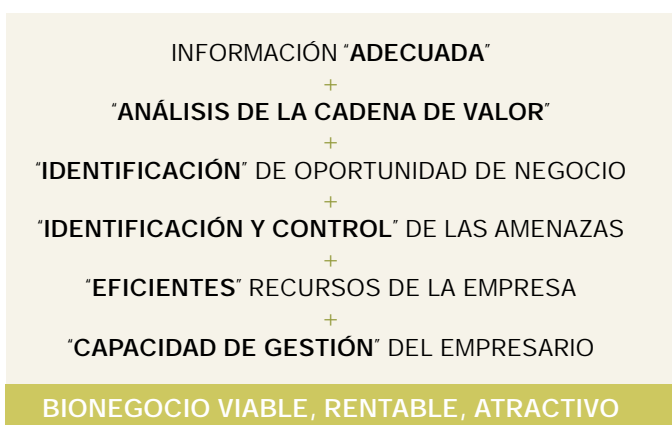 INFORMACIÓN "ADECUADA"
+
"ANÁLISIS DE LA CADENA DE VALOR"
+
"IDENTIFICACIÓN" DE OPORTUNIDAD DE NEGOCIO
+
"IDENTIFICACIÓN Y CONTROL" DE LAS AMENAZAS
+
"EFICIENTES" RECURSOS DE LA EMPRESA
+
"CAPACIDAD DE GESTIÓN" DEL EMPRESARIO
BIONEGOCIO VIABLE, RENTABLE, ATRACTIVO